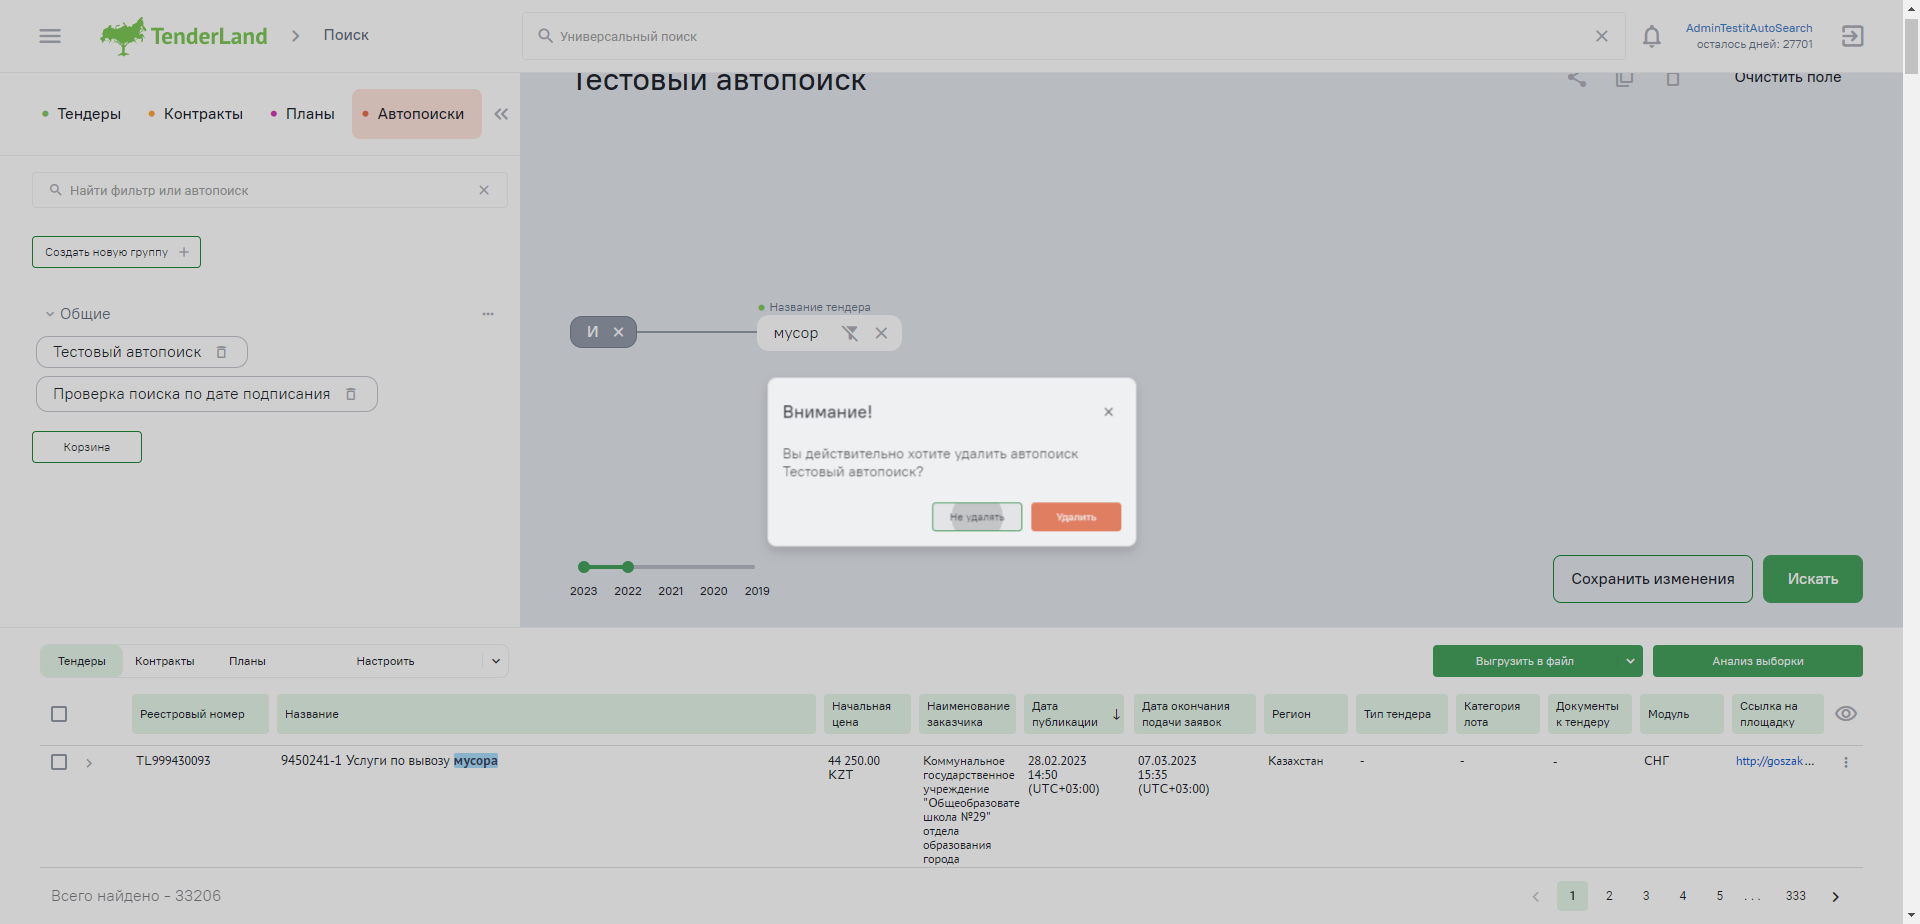 TenderLand
Поиск
Универсальный поиск
AdminTestitAutoSearch
осталось дней: 27701
Тендеры
Контракты
Планы
Автопоиски
Тестовый автопоиск
Очистить поле
Найти фильтр или автопоиск
Создать новую группу +
Общие
Тестовый автопоиск
Проверка поиска по дате подписания
Корзина
Название тендера
И
мусор
Внимание!
Вы действительно хотите удалить автопоиск
Тестовый автопоиск?
Не удалять
Удалить
2023 2022 2021 2020 2019
Сохранить изменения
Искать
Тендеры
Контракты
Планы
Настроить
Выгрузить в файл
Анализ выборки
Реестровый номер
Название
Начальная
цена
Наименование
заказчика
Дата
публикации
Дата окончания
подачи заявок
Регион
Тип тендера
Категория
лота
Документы
к тендеру
Модуль
Ссылка на
площадку
TL999430093
9450241-1 Услуги по вывозу мусора
44 250.00
KZT
Коммунальное
государственное
учреждение
"Общеобразовате
школа №29"
отдела
образования
города
28.02.2023
14:50
(UTC+03:00)
07.03.2023
15:35
(UTC+03:00)
Казахстан
-
-
-
СНГ
http://goszak...
Всего найдено - 33206
1 2 3 4 5 ... 333